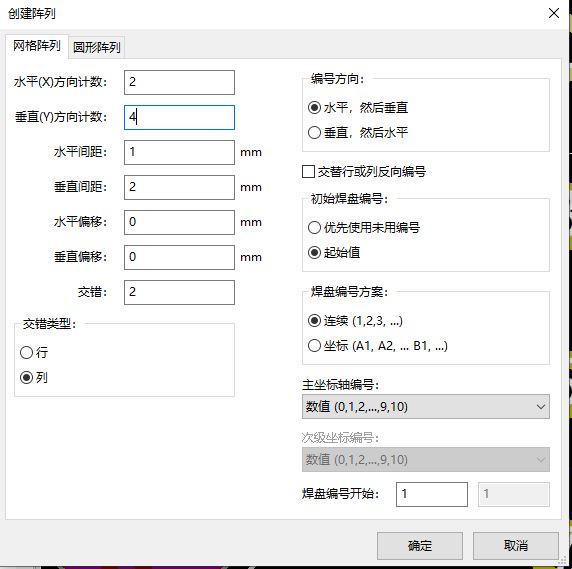 创建阵列
网格阵列 圆形阵列
水平(X)方向计数： 2
垂直(Y)方向计数： 4
水平间距： 1 mm
垂直间距： 2 mm
水平偏移： 0 mm
垂直偏移： 0 mm
交错： 2
交错类型：
行
列
编号方向：
水平，然后垂直
垂直，然后水平
交替行或列反向编号
初始焊盘编号：
优先使用未用编号
起始值
焊盘编号方案：
连续 (1,2,3, ...)
坐标 (A1, A2, ... B1, ...)
主坐标轴编号：
数值 (0,1,2,...,9,10)
次级坐标编号：
数值 (0,1,2,...,9,10)
焊盘编号开始： 1 1
确定 取消